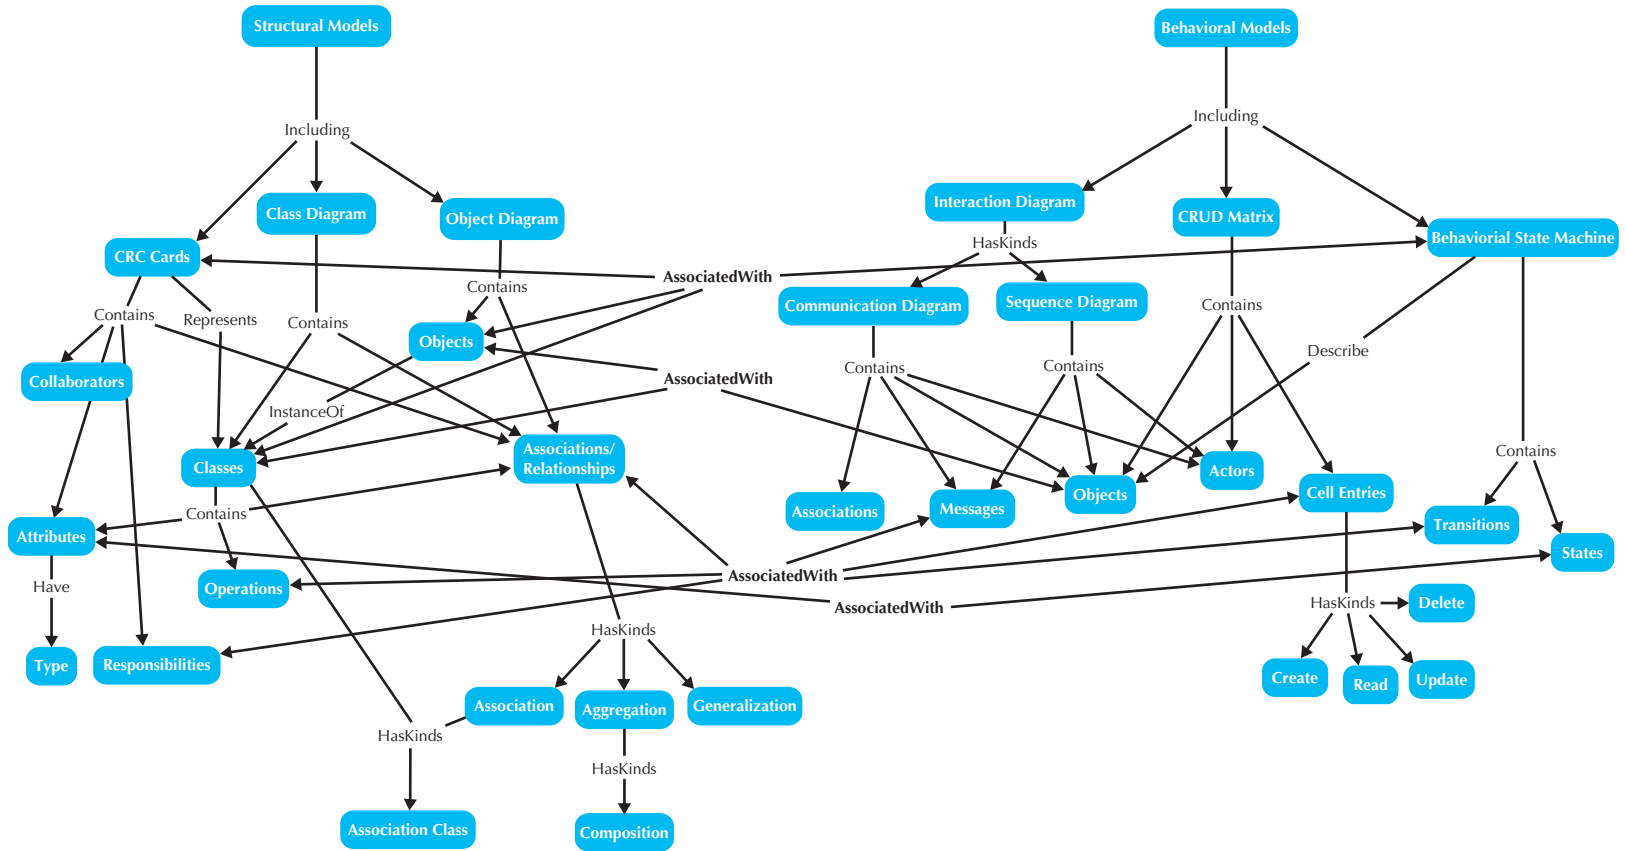 Structural Models
Behavioral Models
Including
Including
Class Diagram
Object Diagram
Interaction Diagram
CRUD Matrix
Behaviorial State Machine
CRC Cards
HasKinds
AssociatedWith
Contains
Communication Diagram
Sequence Diagram
Contains
Contains
Represents
Contains
Objects
Describe
Contains
Contains
Collaborators
AssociatedWith
InstanceOf
Classes
Associations/
Relationships
Actors
Contains
Objects
Cell Entries
Associations
Messages
Contains
Transitions
Attributes
States
AssociatedWith
Have
Operations
AssociatedWith
HasKinds
Delete
HasKinds
Type
Responsibilities
Create
Read
Update
Association
Aggregation
Generalization
HasKinds
HasKinds
Association Class
Composition